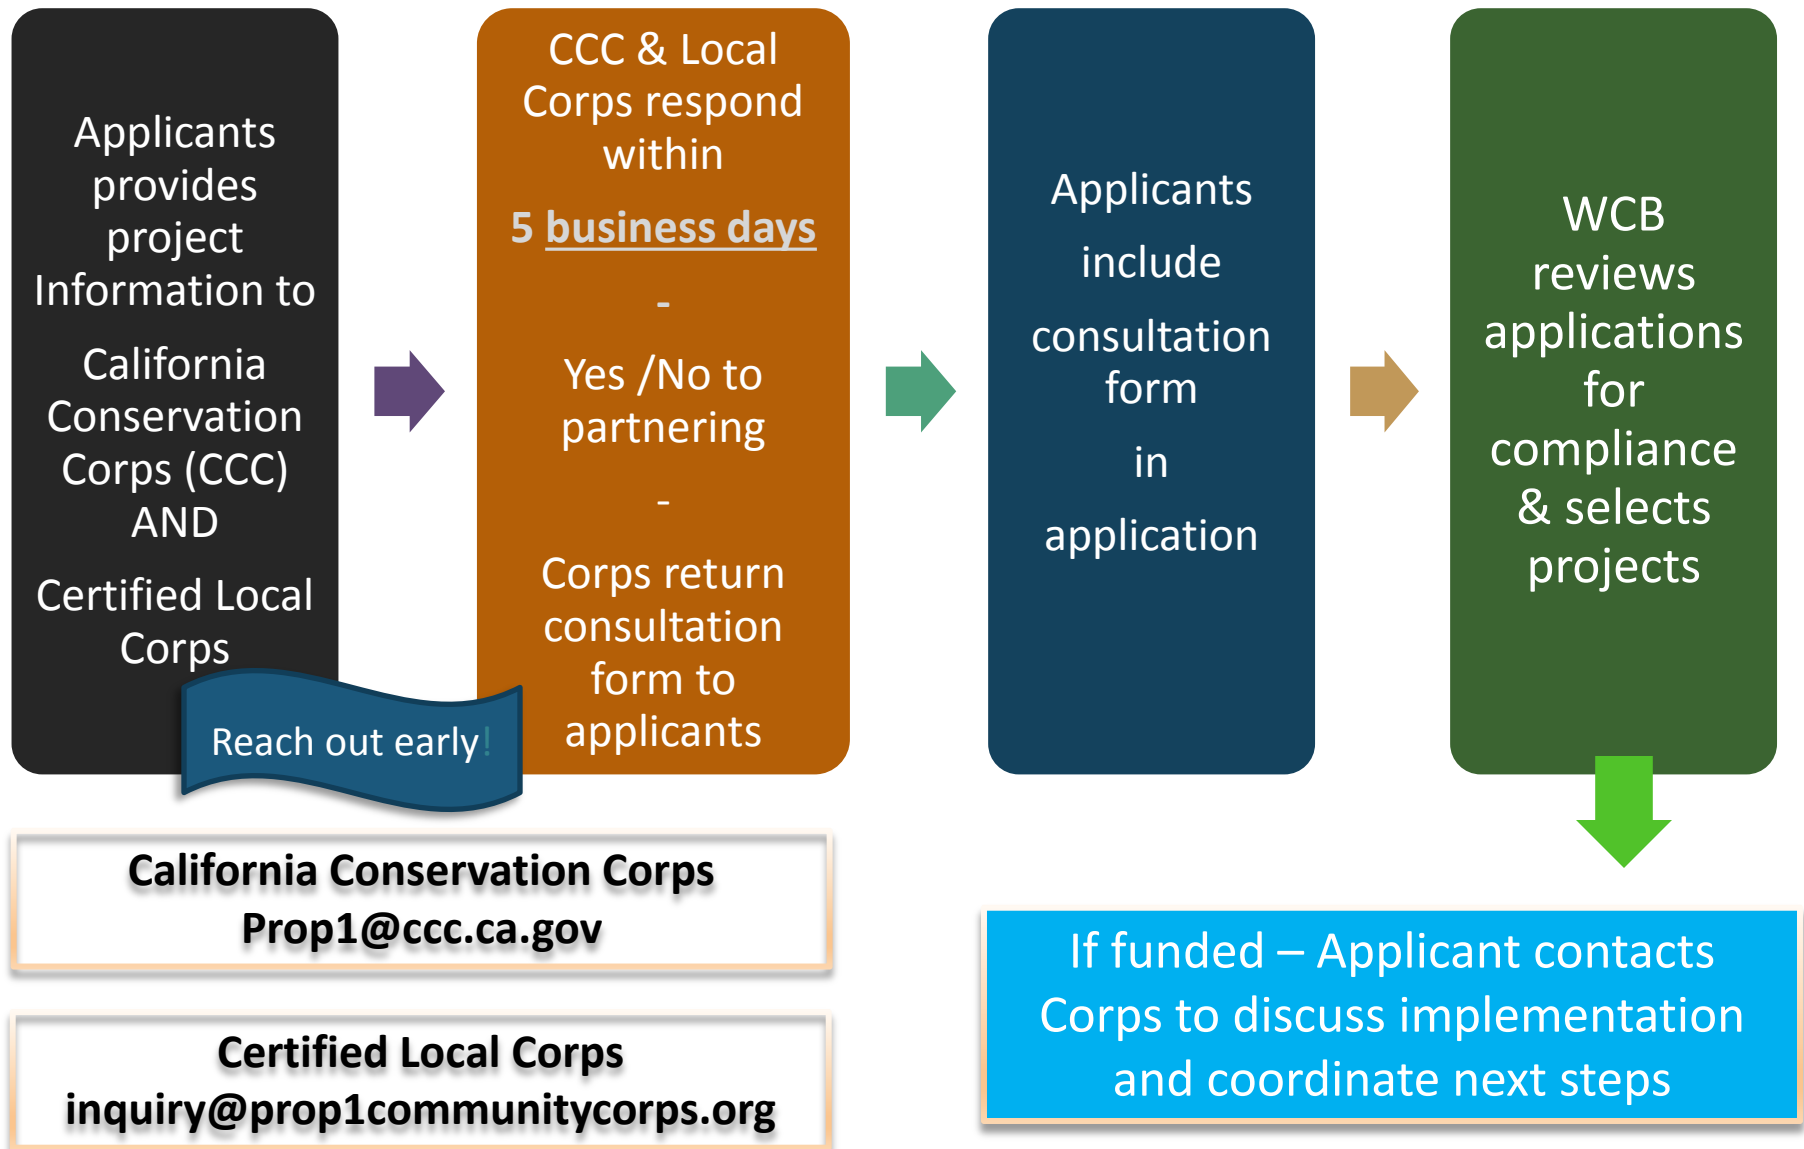 Applicants
provides
project
Information to
California
Conservation
Corps (CCC)
AND
Certified Local
Corps
Reach out early!
CCC & Local
Corps respond
within
5 business days
-
Yes /No to
partnering
-
Corps return
consultation
form to
applicants
Applicants
include
consultation
form
in
application
WCB
reviews
applications
for
compliance
& selects
projects
California Conservation Corps
Prop1@ccc.ca.gov
Certified Local Corps
inquiry@prop1communitycorps.org
If funded – Applicant contacts
Corps to discuss implementation
and coordinate next steps